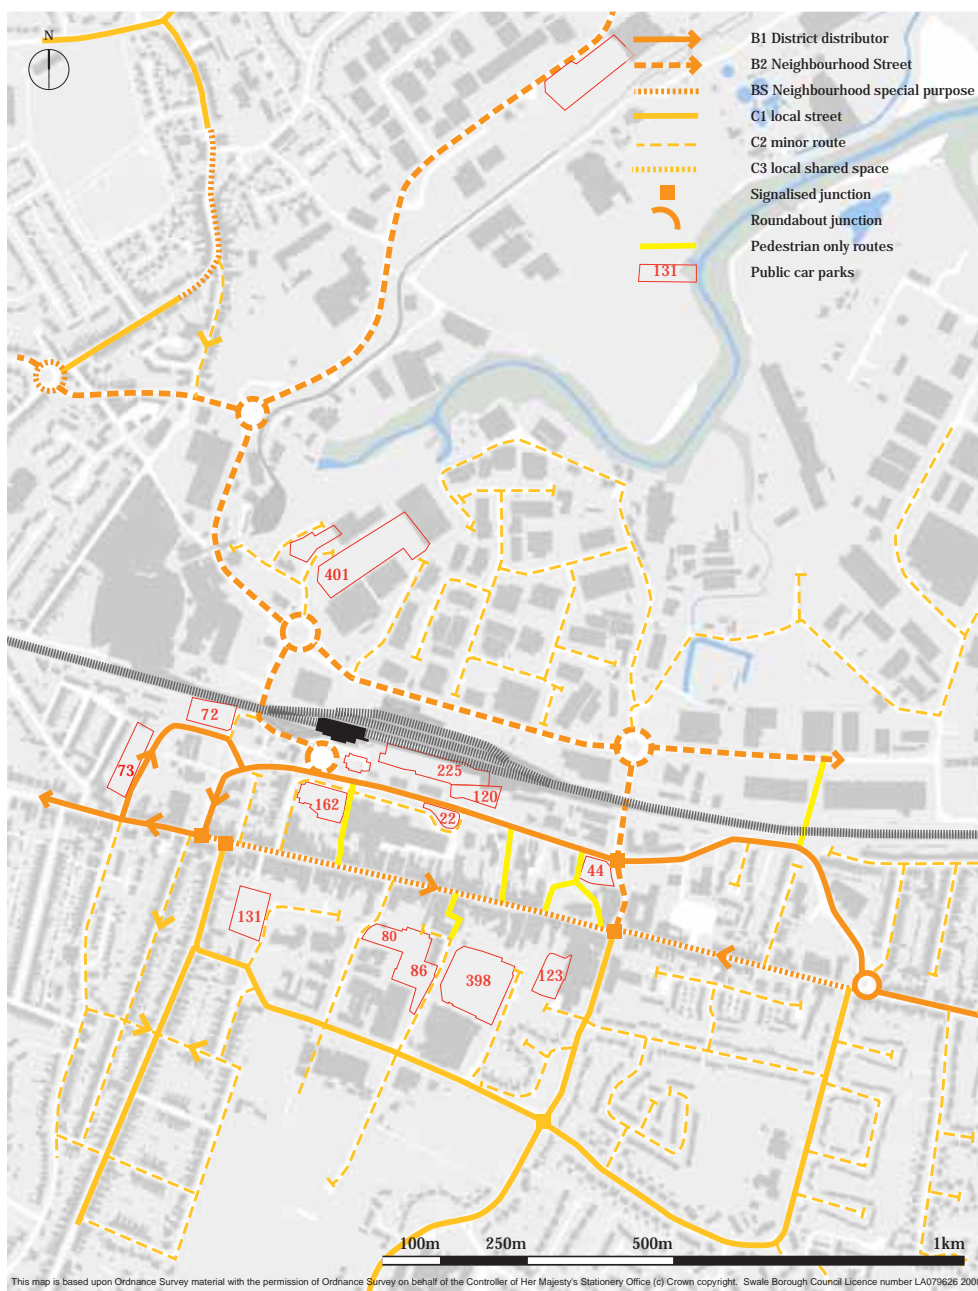 N
B1 District distributor
B2 Neighbourhood Street
BS Neighbourhood special purpose
C1 local street
C2 minor route
C3 local shared space
Signalised junction
Roundabout junction
Pedestrian only routes
131
Public car parks
401
72
73
225
120
162
22
44
131
80
86
398
123
100m 250m 500m 1km
This map is based upon Ordnance Survey material with the permission of Ordnance Survey on behalf of the Controller of Her Majesty's Stationery Office (c) Crown copyright. Swale Borough Council Licence number LA079626